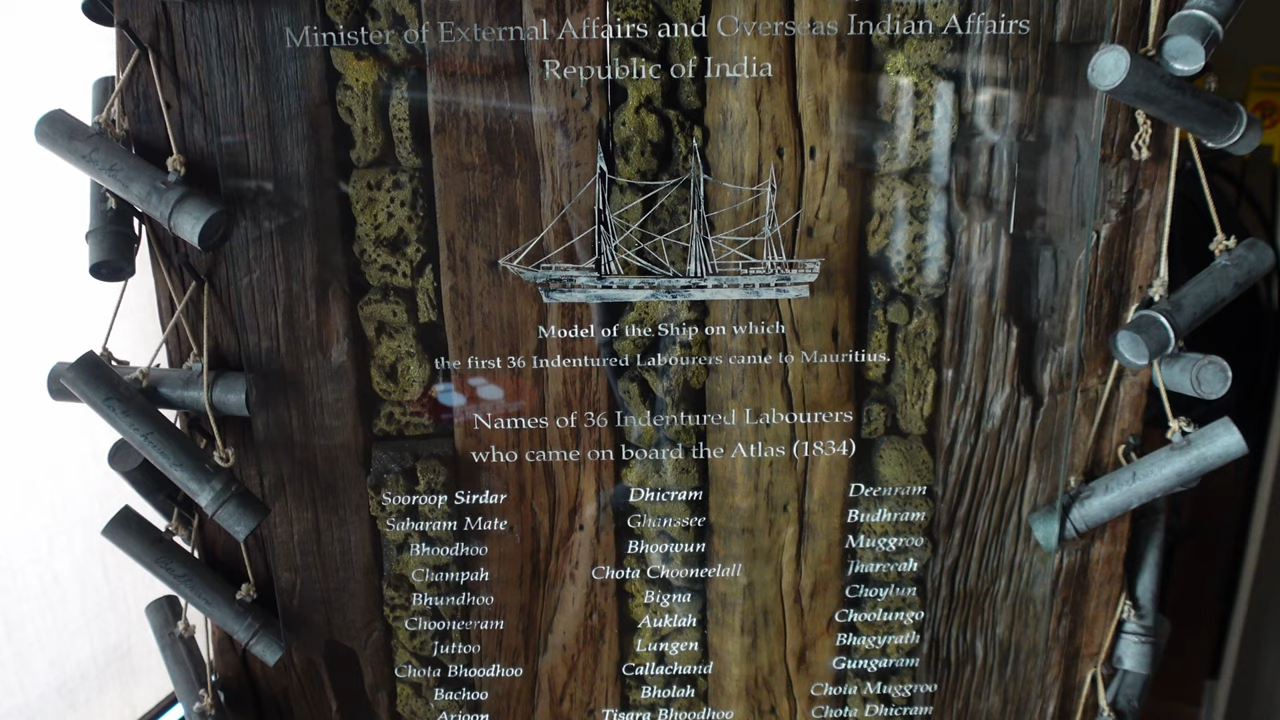 Minister of External Affairs and Overseas Indian Affairs
Republic of India
Model of the Ship on which
the first 36 Indentured Labourers came to Mauritius.
Names of 36 Indentured Labourers
who came on board the Atlas (1834)
Sooroop Sirdar
Sabaram Mate
Bhoodhoo
Champah
Bhundhoo
Chooneeram
Juttoo
Chota Bhoodhoo
Bachoo
Arjoon
Dhicram
Ghanssee
Bhoowun
Chota Chooneelall
Bigna
Auklah
Lungen
Callachand
Bholah
Tisara Bhoodhoo
Deenram
Budhram
Muggroo
Jhareeah
Choylun
Choolungo
Bhagyrath
Gungaram
Chota Muggroo
Chota Dhicram